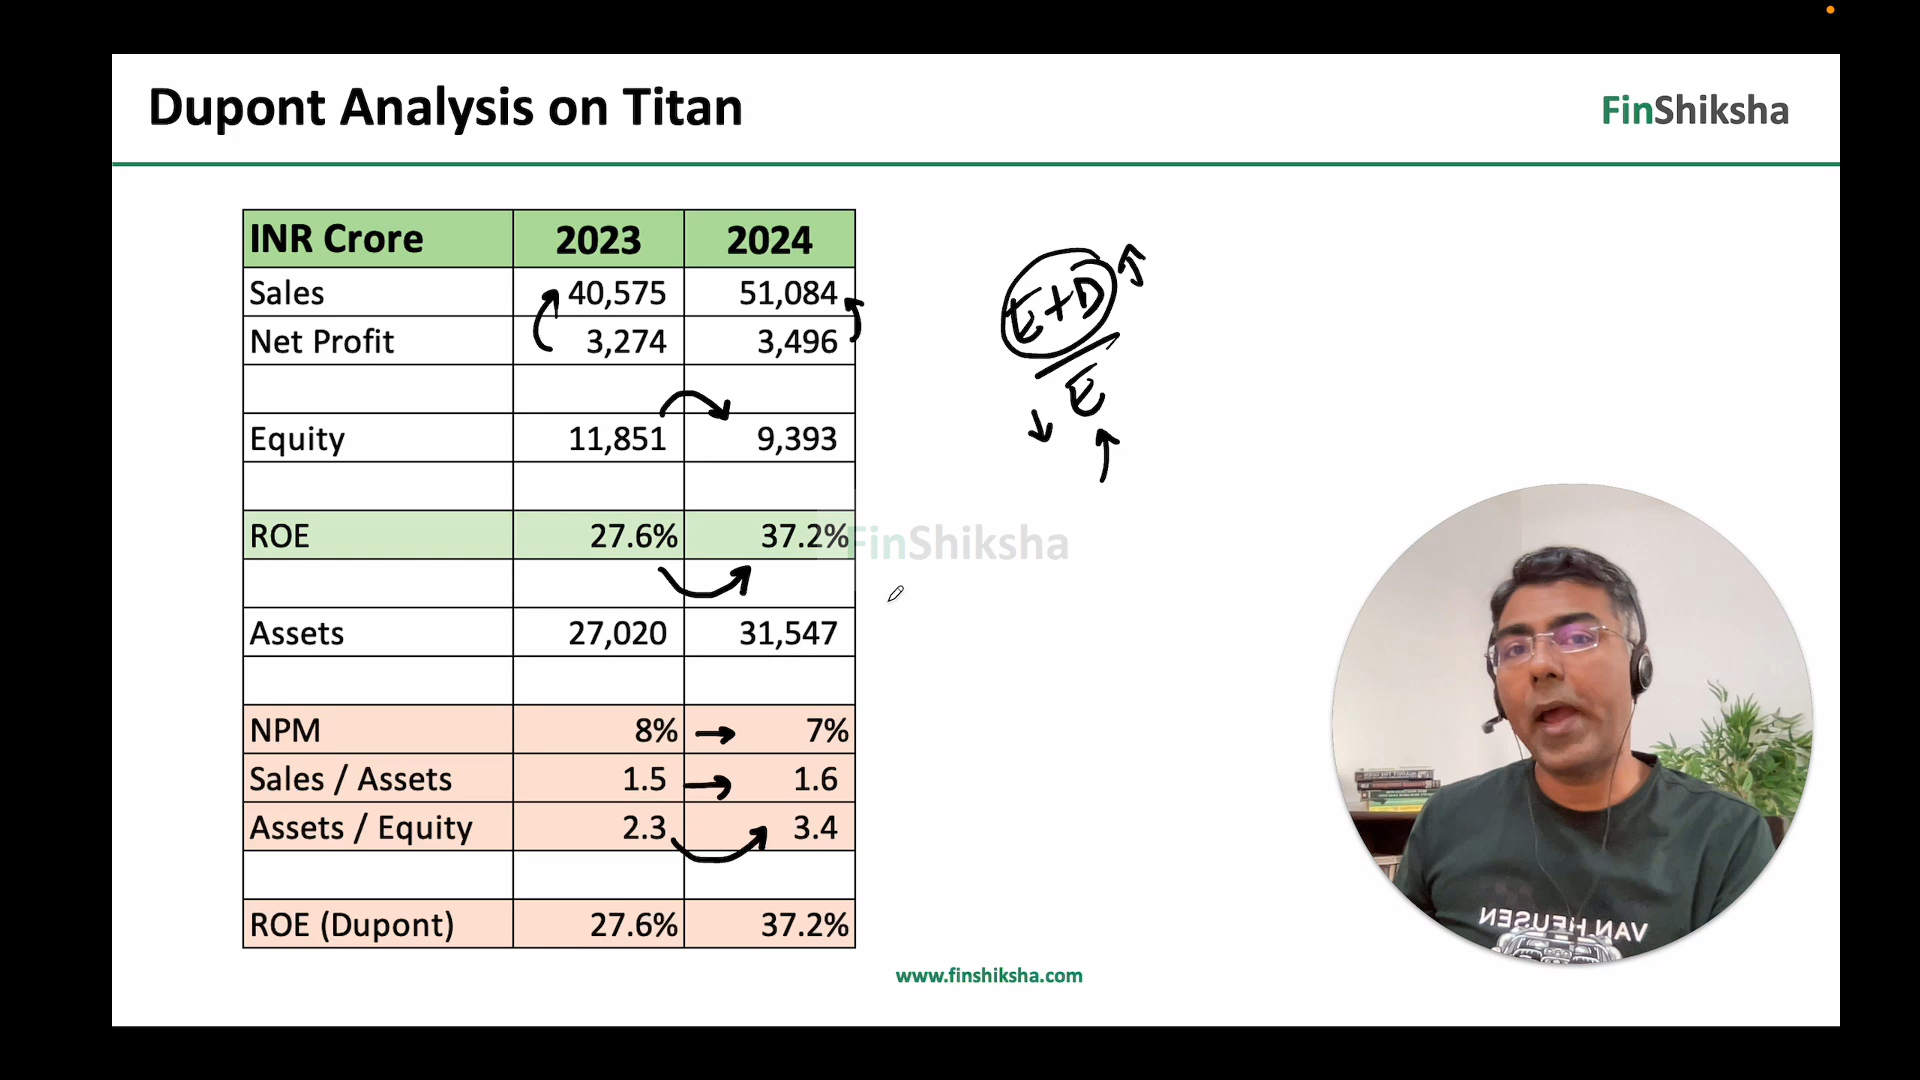 Dupont Analysis on Titan
FinShiksha
INR Crore 2023 2024
Sales 40,575 51,084
Net Profit 3,274 3,496
Equity 11,851 9,393
ROE 27.6% 37.2%
Assets 27,020 31,547
NPM 8% 7%
Sales / Assets 1.5 1.6
Assets / Equity 2.3 3.4
ROE (Dupont) 27.6% 37.2%
E+D
E
FinShiksha
VAN HEUSEN
www.finshiksha.com